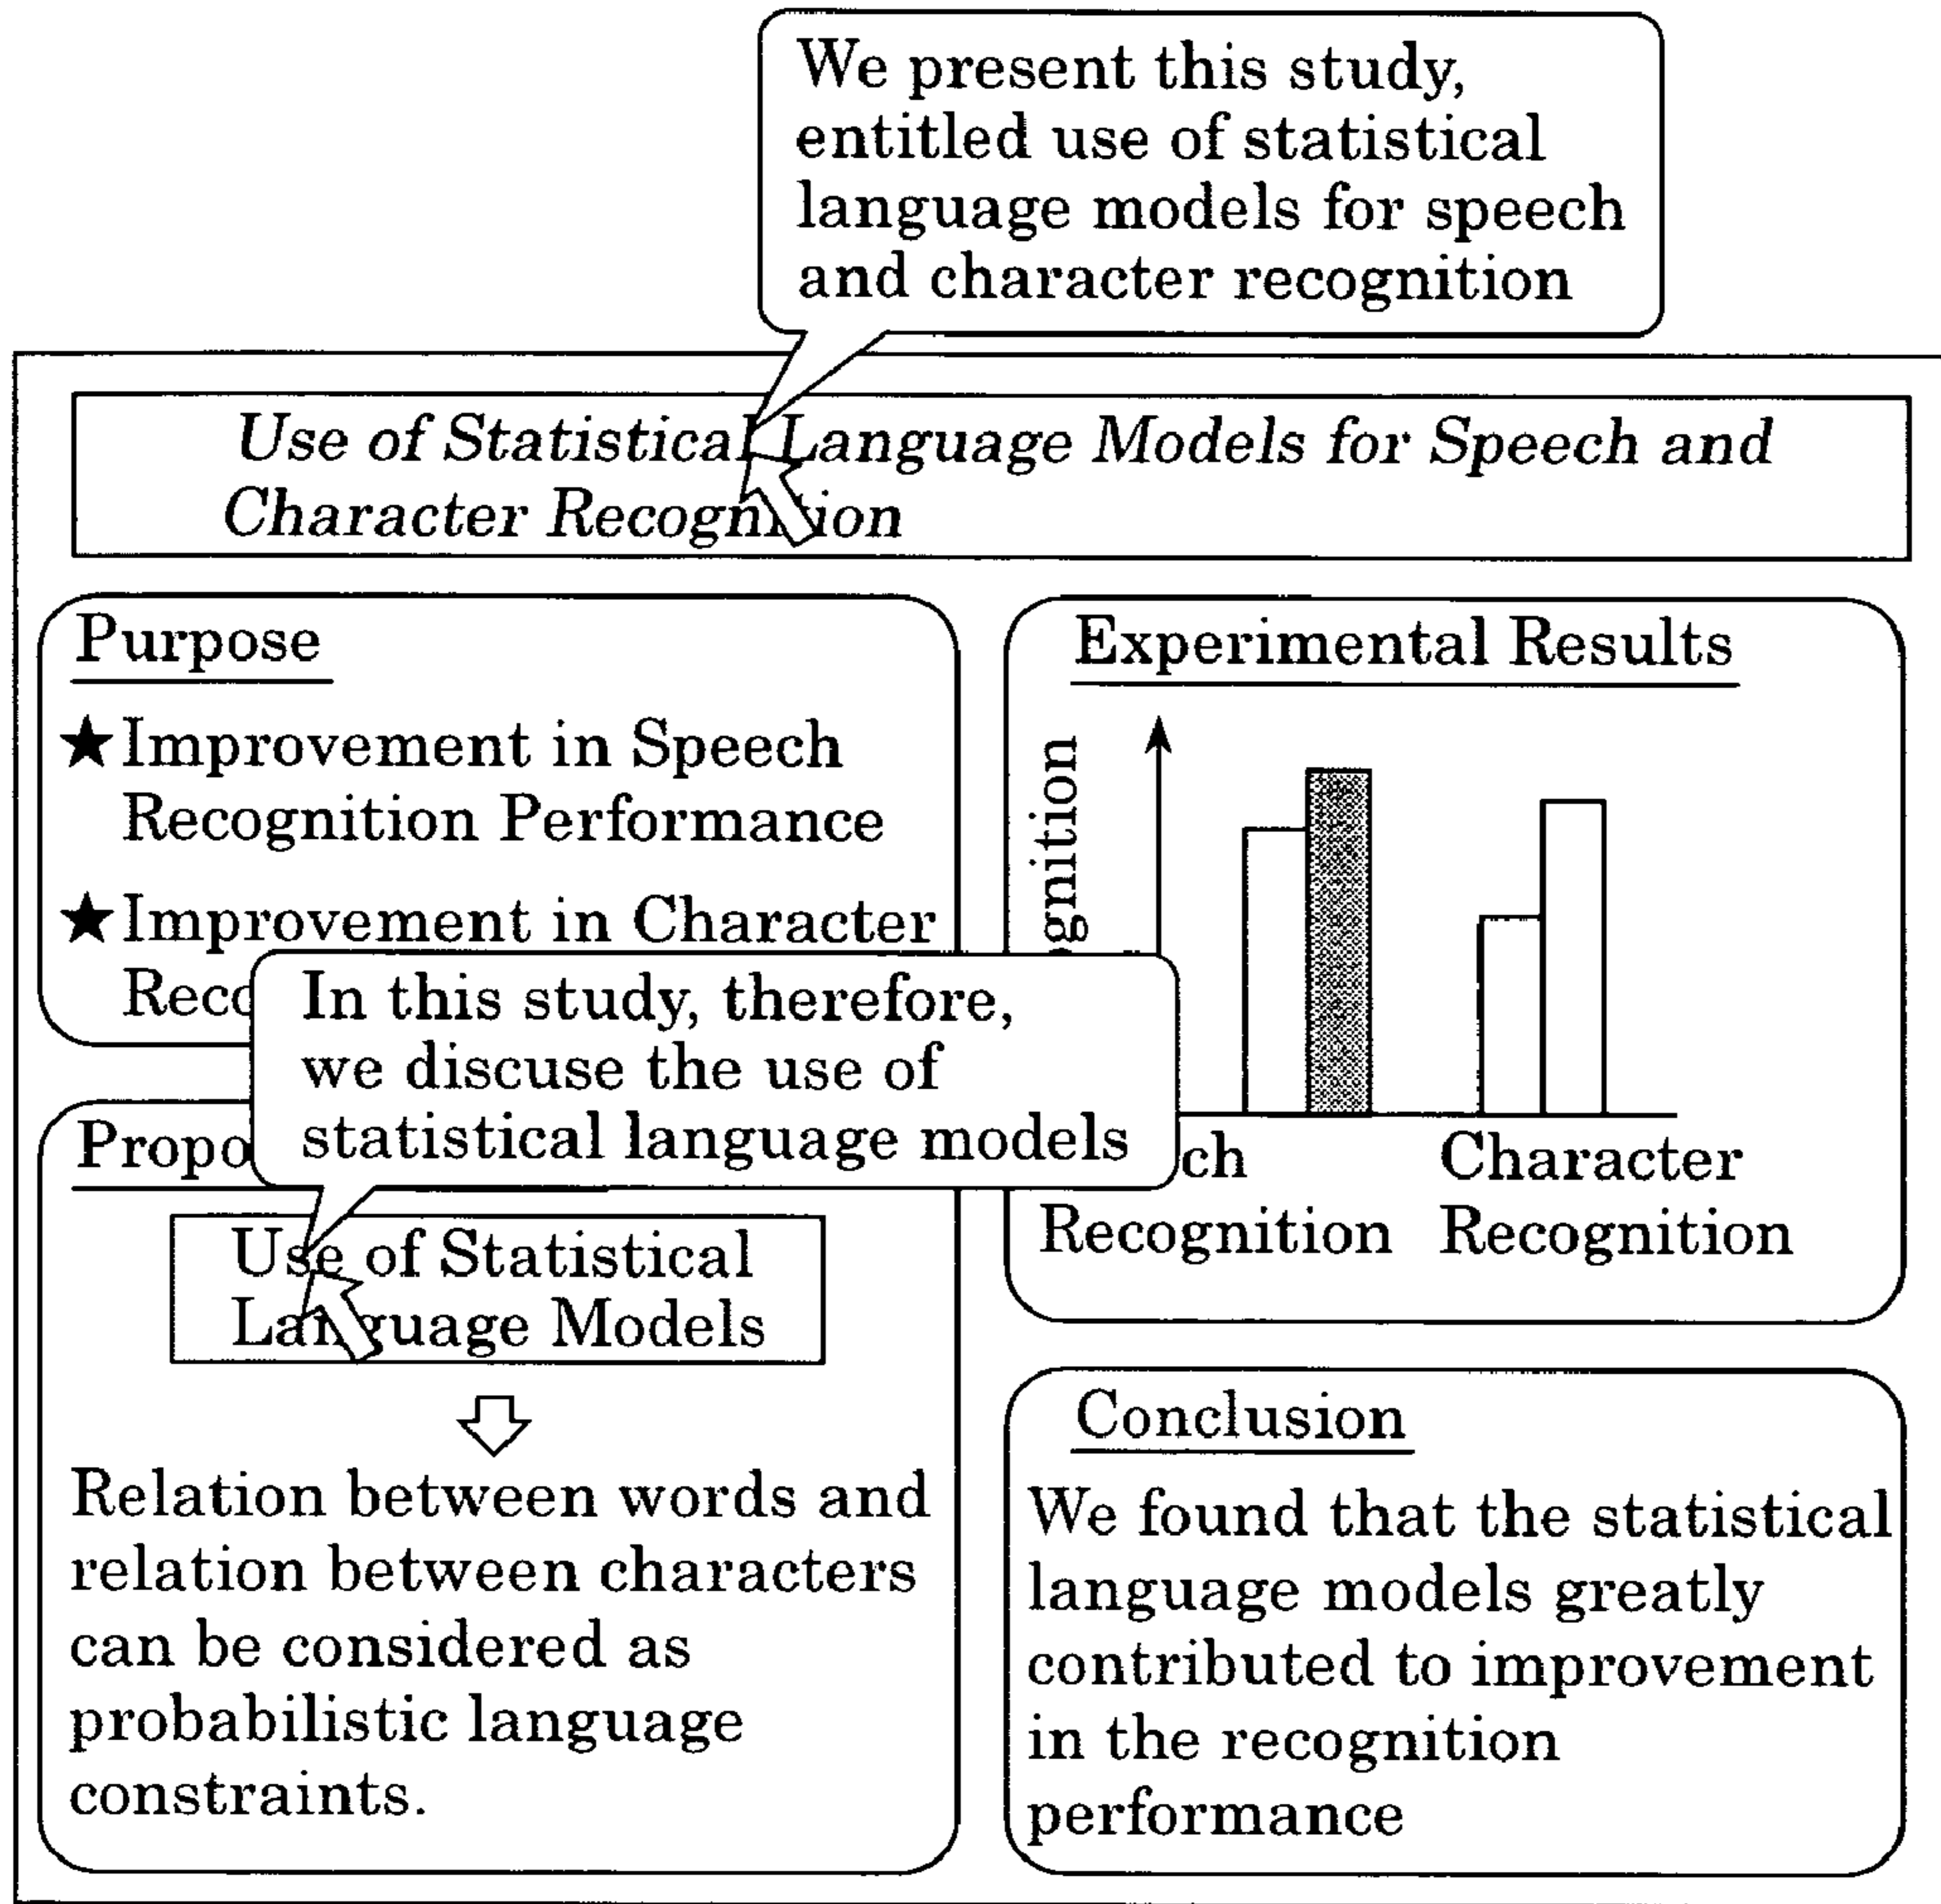 We present this study,
entitled use of statistical
language models for speech
and character recognition
Use of Statistical Language Models for Speech and
Character Recognition
Purpose
★Improvement in Speech
Recognition Performance
★Improvement in Character
In this study, therefore,
we discuse the use of
statistical language models
Use of Statistical
Language Models
Relation between words and
relation between characters
can be considered as
probabilistic language
constraints.
Experimental Results
Character
Recognition Recognition
Conclusion
We found that the statistical
language models greatly
contributed to improvement
in the recognition
performance